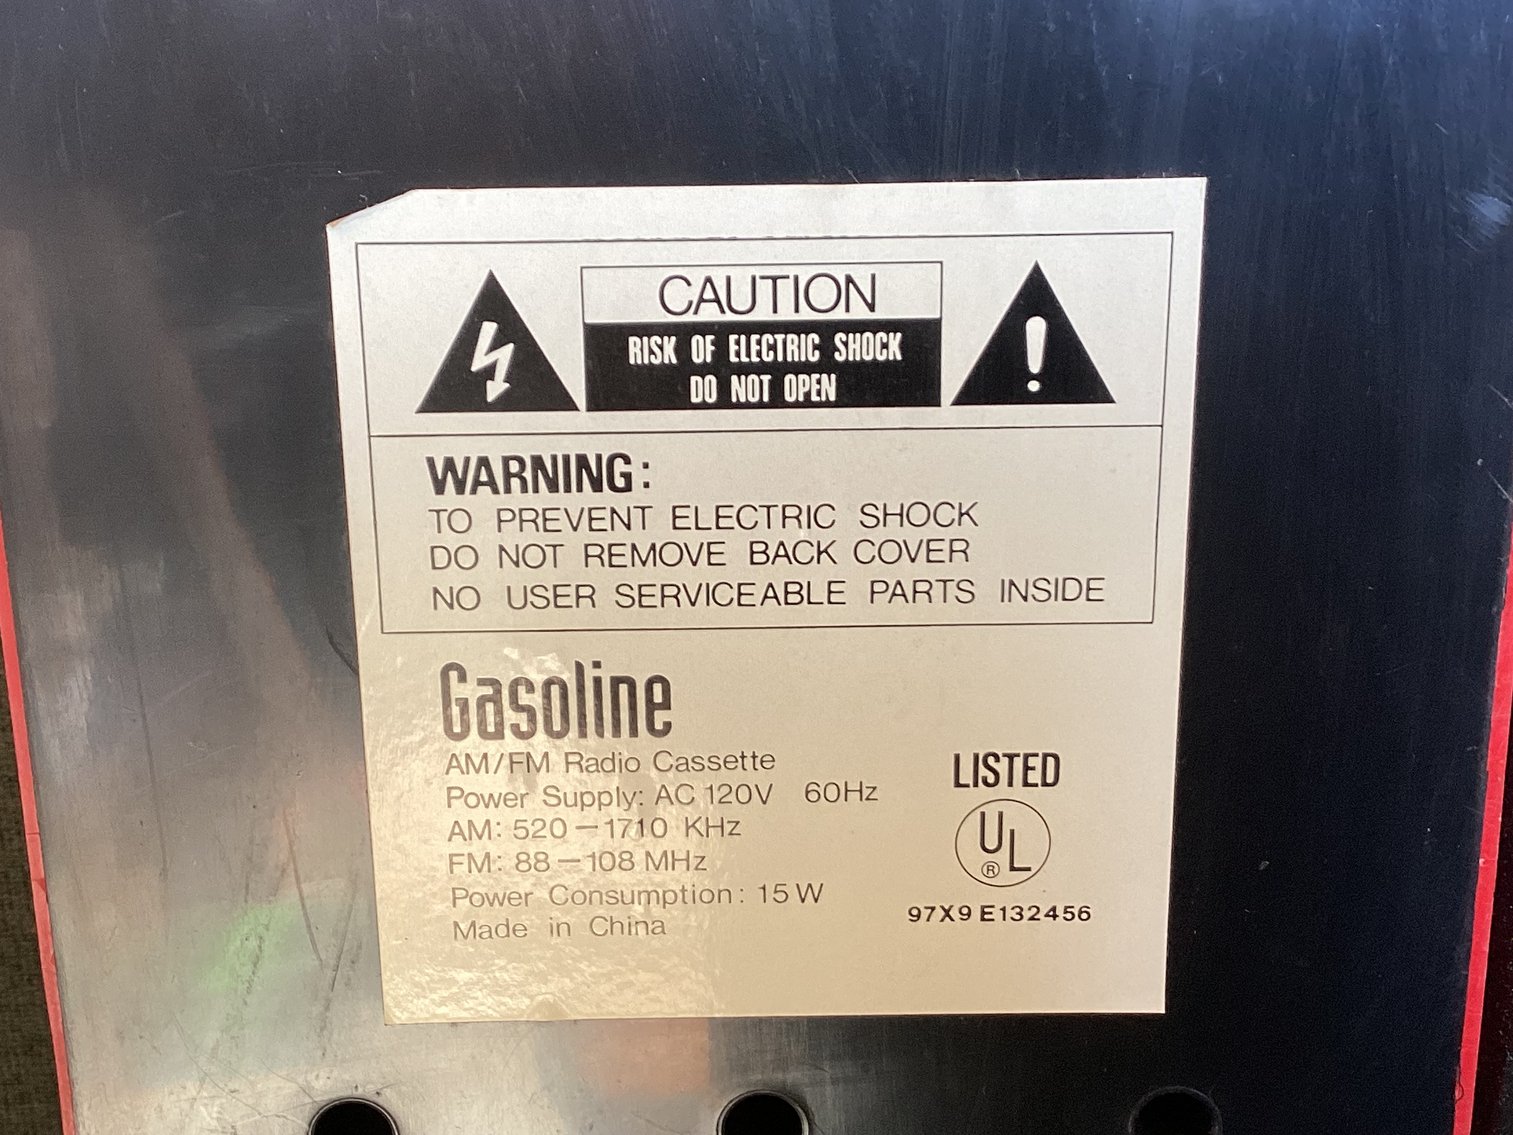 CAUTION
RISK OF ELECTRIC SHOCK
DO NOT OPEN
WARNING:
TO PREVENT ELECTRIC SHOCK
DO NOT REMOVE BACK COVER
NO USER SERVICEABLE PARTS INSIDE
Gasoline
AM/FM Radio Cassette
Power Supply: AC 120V 60Hz
AM: 520-1710 KHz
FM: 88-108 MHz
Power Consumption: 15 W
Made in China
LISTED
UL
®
97X9 E132456